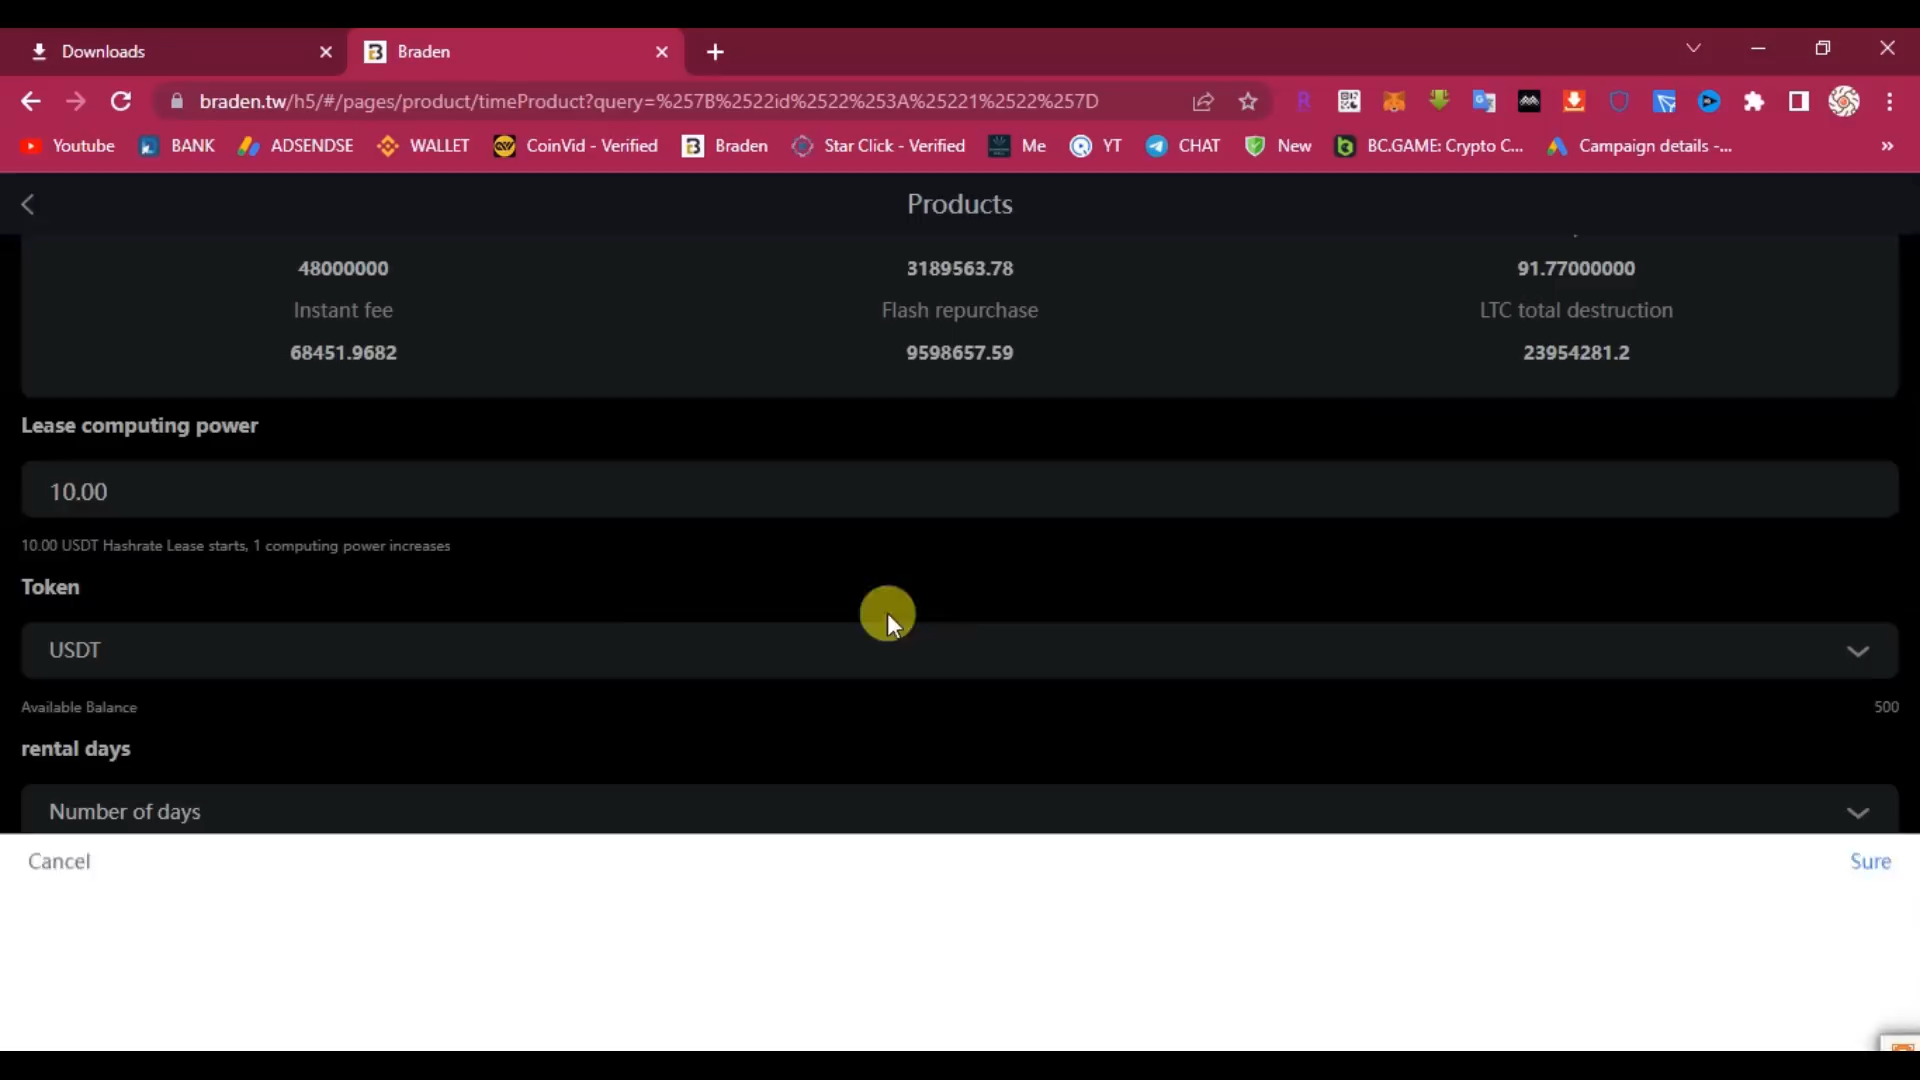 Downloads
Braden
braden.tw/h5/#/pages/product/timeProduct?query=%257B%2522id%2522%253A%25221%2522%257D
Youtube BANK ADSENDSE WALLET CoinVid - Verified Braden Star Click - Verified Me YT CHAT New BC.GAME: Crypto C... Campaign details -... »
Products
48000000 3189563.78 91.77000000
Instant fee Flash repurchase LTC total destruction
68451.9682 9598657.59 23954281.2
Lease computing power
10.00
10.00 USDT Hashrate Lease starts, 1 computing power increases
Token
USDT
Available Balance 500
rental days
Number of days
Cancel Sure